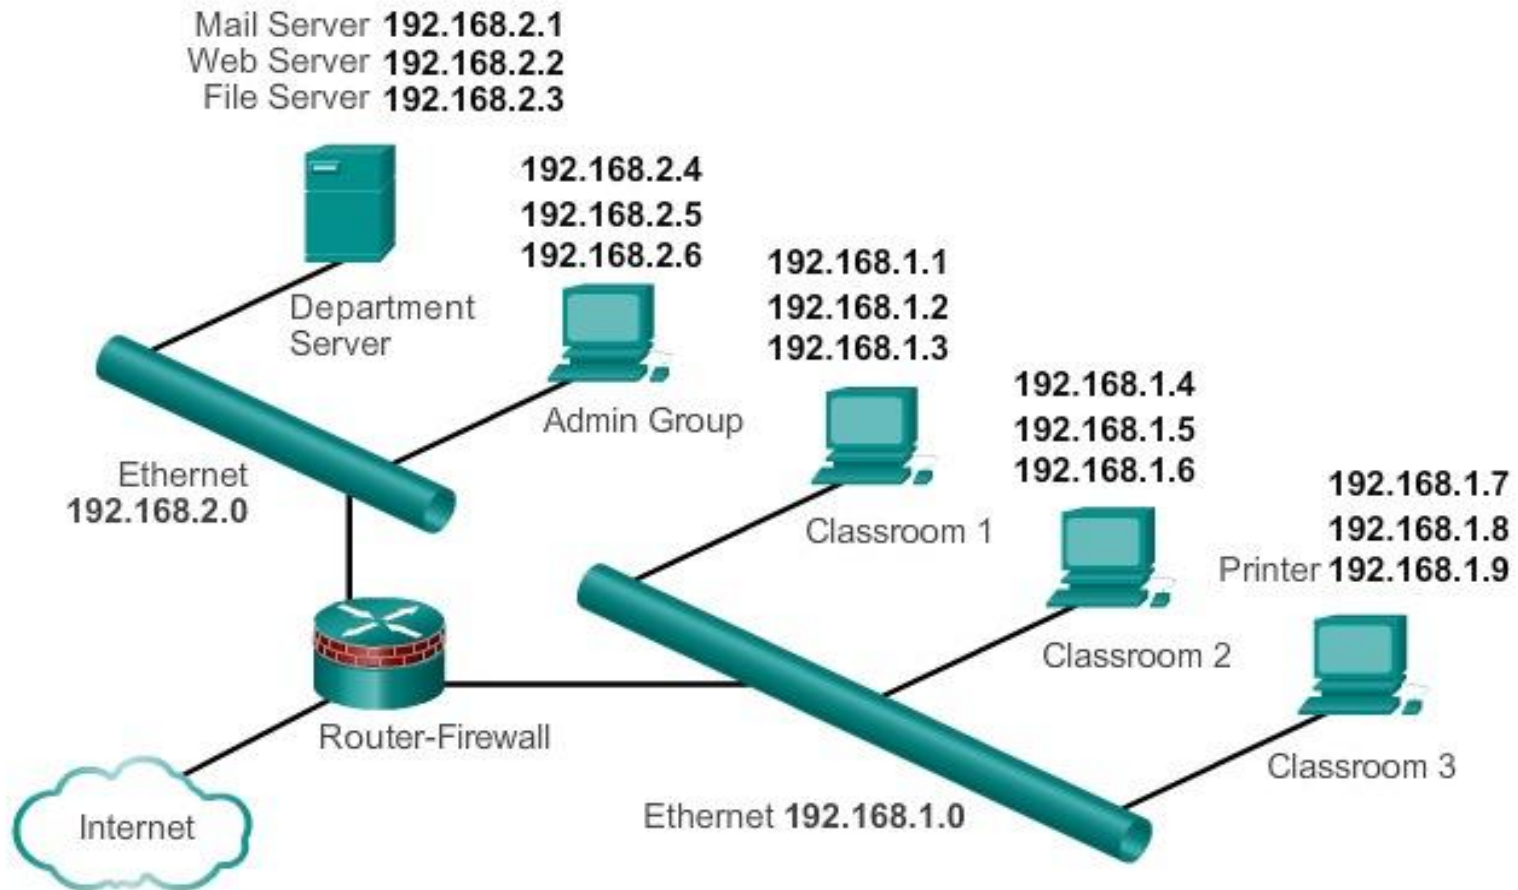 Mail Server 192.168.2.1
Web Server 192.168.2.2
File Server 192.168.2.3
192.168.2.4
192.168.2.5
192.168.2.6
Department
Server
Admin Group
192.168.1.1
192.168.1.2
192.168.1.3
Classroom 1
192.168.1.4
192.168.1.5
192.168.1.6
Classroom 2
192.168.1.7
192.168.1.8
Printer 192.168.1.9
Classroom 3
Ethernet
192.168.2.0
Router-Firewall
Internet
Ethernet 192.168.1.0